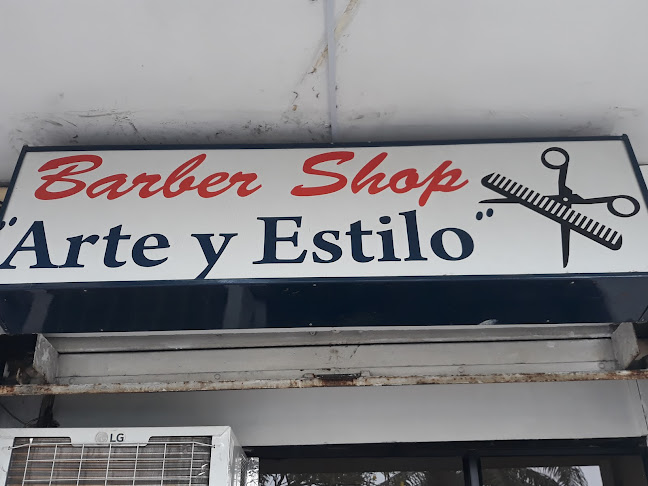 Barber Shop
"Arte y Estilo"
LG